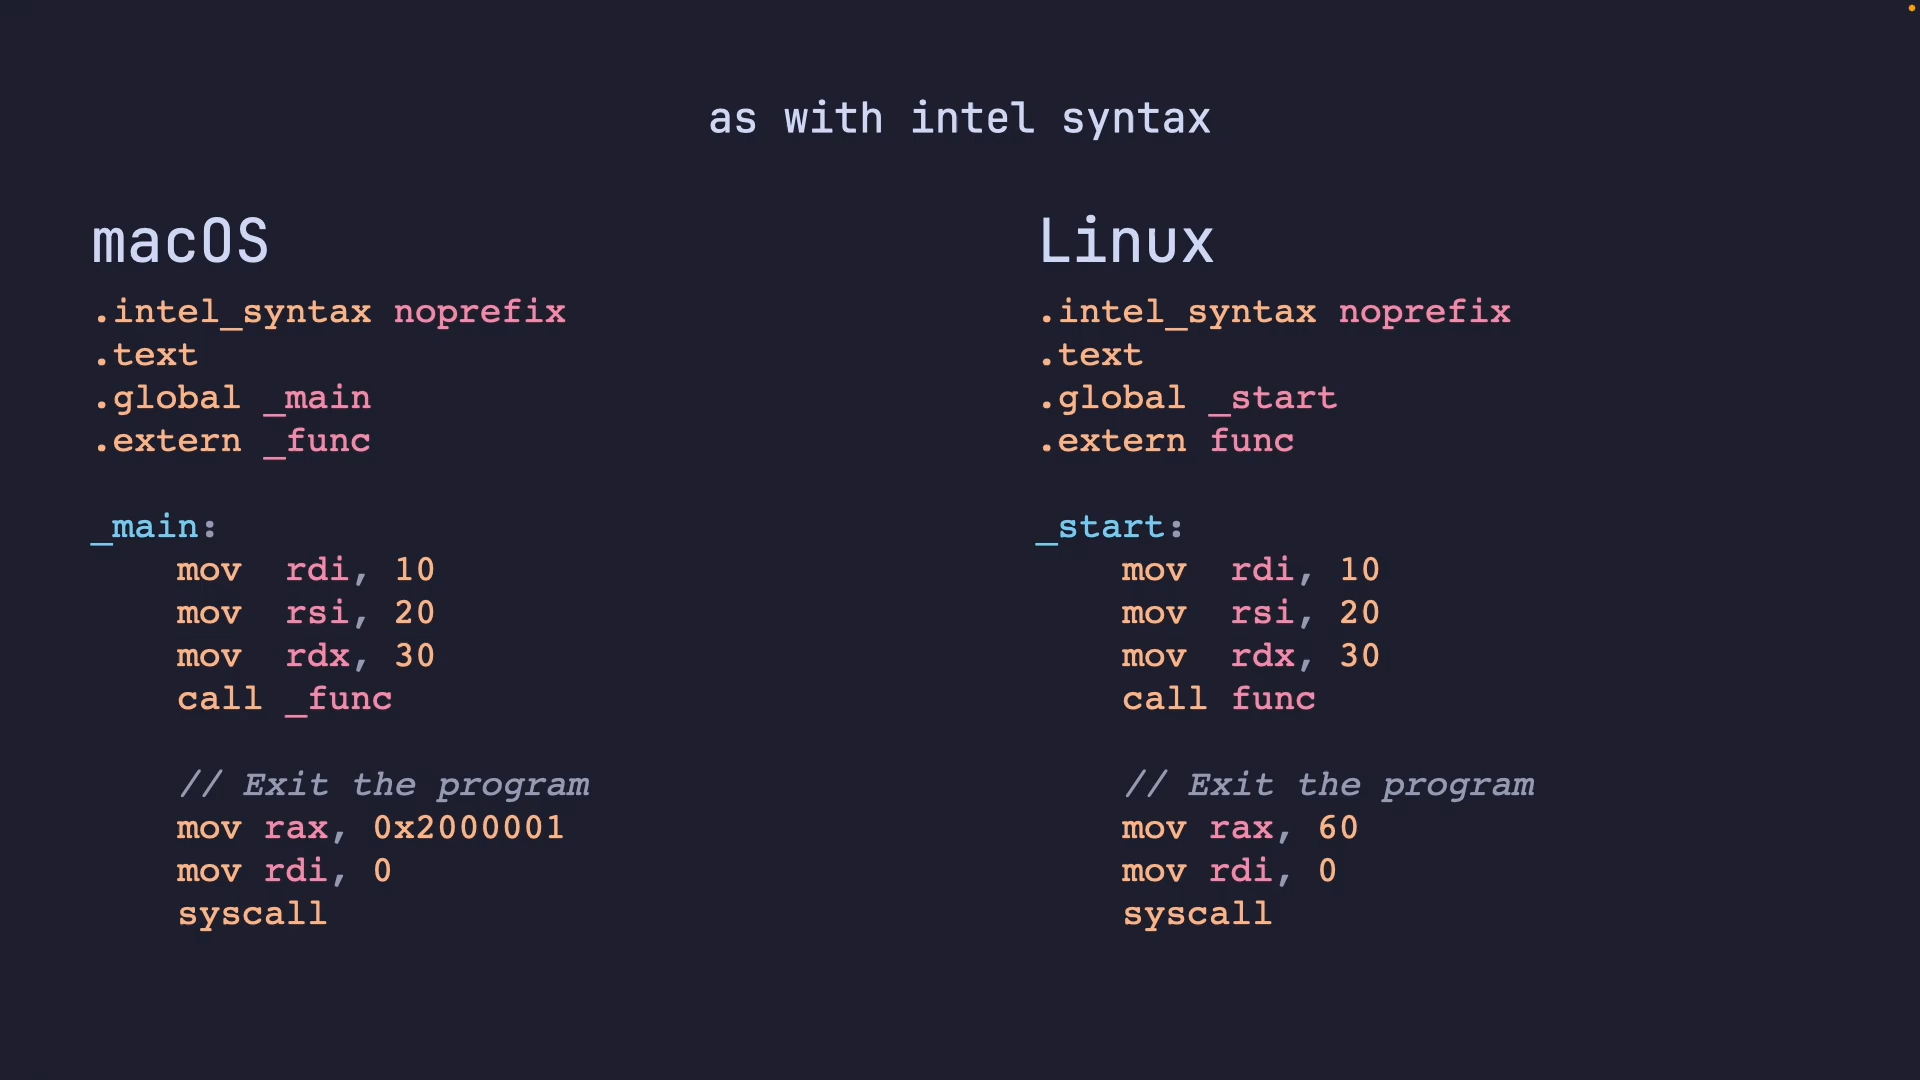 as with intel syntax
macOS
.intel_syntax noprefix
.text
.global _main
.extern _func
_main:
mov  rdi, 10
mov  rsi, 20
mov  rdx, 30
call _func
// Exit the program
mov rax, 0x2000001
mov rdi, 0
syscall
Linux
.intel_syntax noprefix
.text
.global _start
.extern func
_start:
mov  rdi, 10
mov  rsi, 20
mov  rdx, 30
call func
// Exit the program
mov rax, 60
mov rdi, 0
syscall